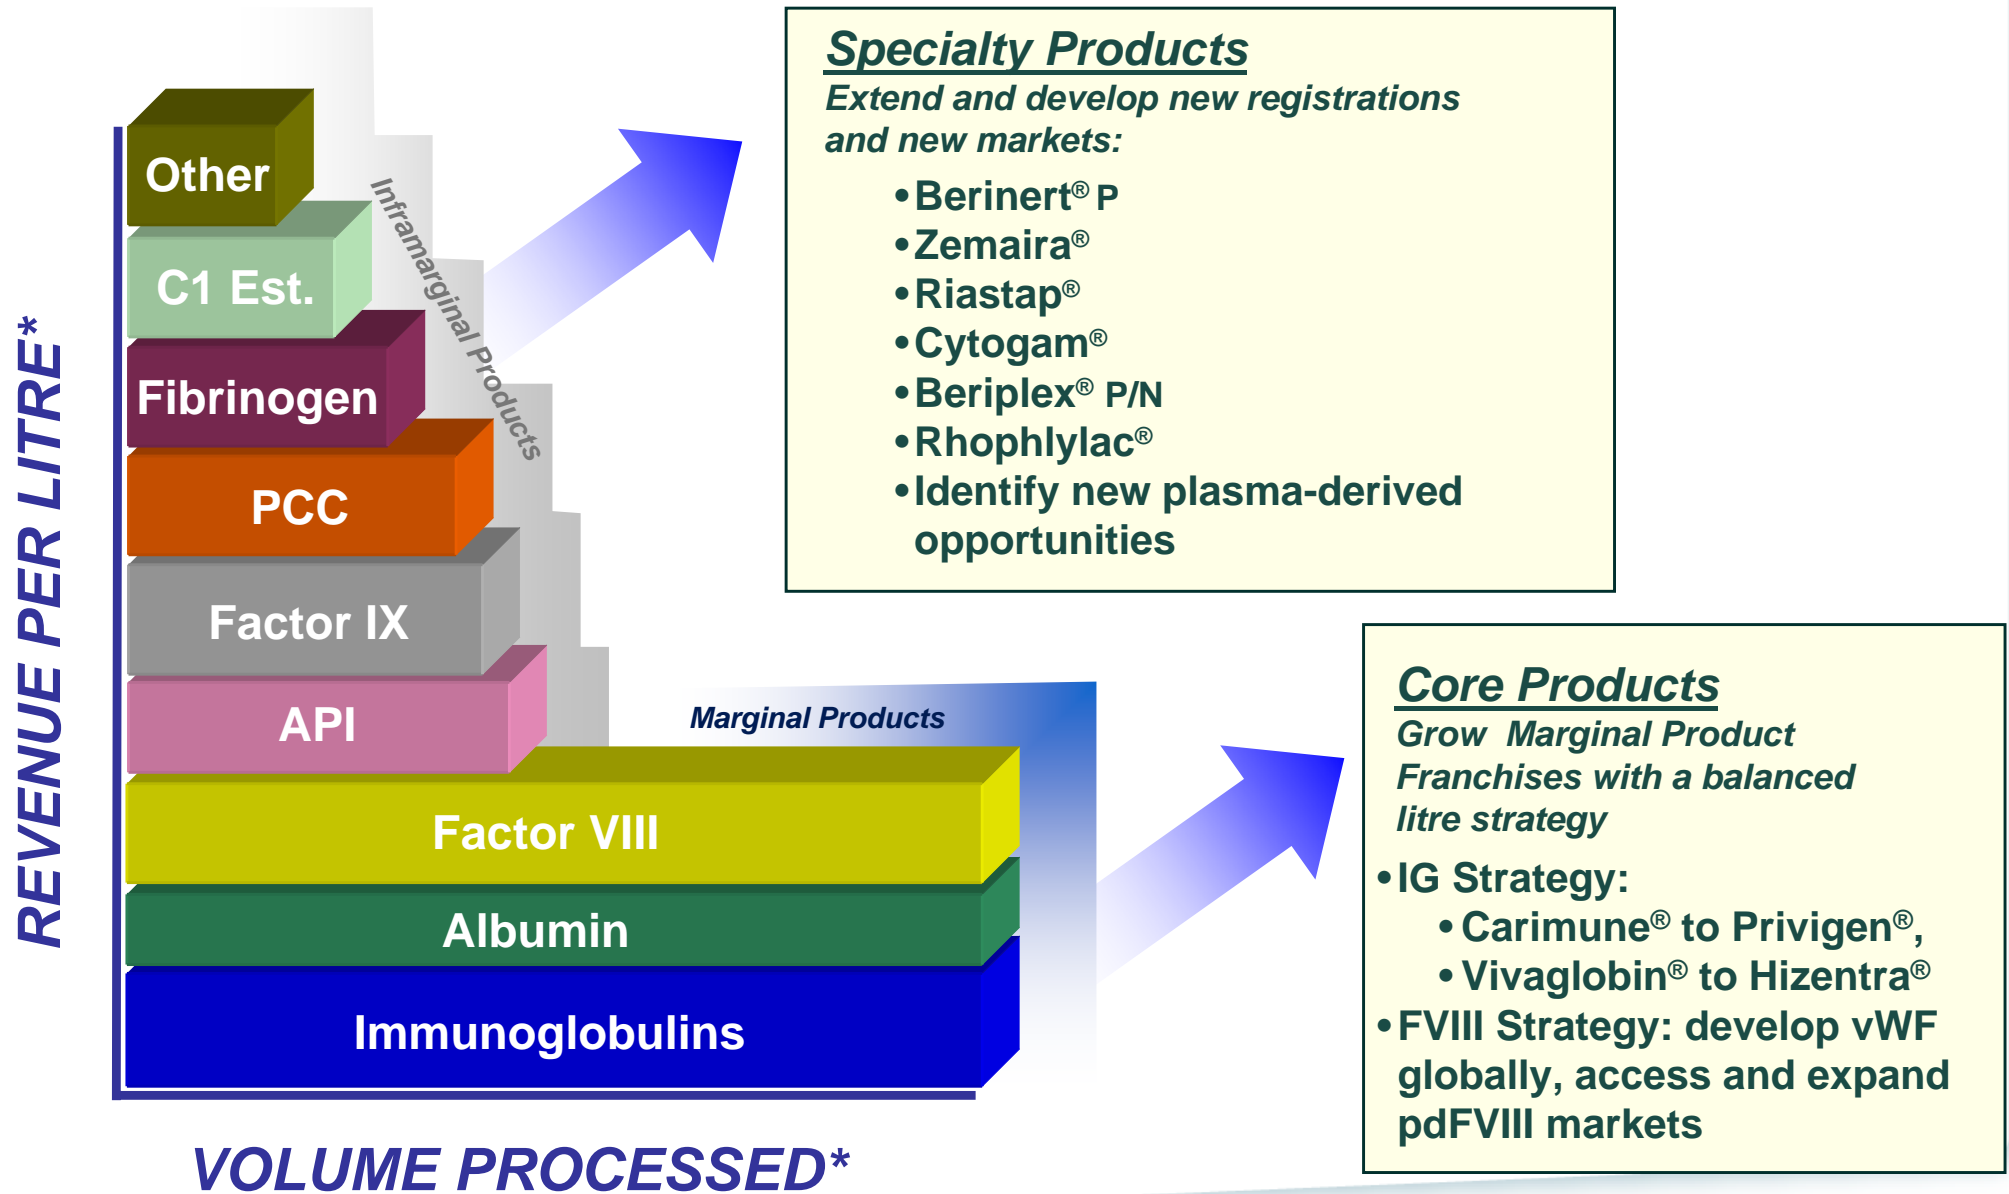 REVENUE PER LITRE*
Other
C1 Est.
Fibrinogen
PCC
Factor IX
API
Factor VIII
Albumin
Immunoglobulins
VOLUME PROCESSED*
Inframarginal Products
Marginal Products
Specialty Products
Extend and develop new registrations
and new markets:
•Berinert® P
•Zemaira®
•Riastap®
•Cytogam®
•Beriplex® P/N
•Rhophlylac®
•Identify new plasma-derived
opportunities
Core Products
Grow Marginal Product
Franchises with a balanced
litre strategy
•IG Strategy:
•Carimune® to Privigen®,
•Vivaglobin® to Hizentra®
•FVIII Strategy: develop vWF
globally, access and expand
pdFVIII markets